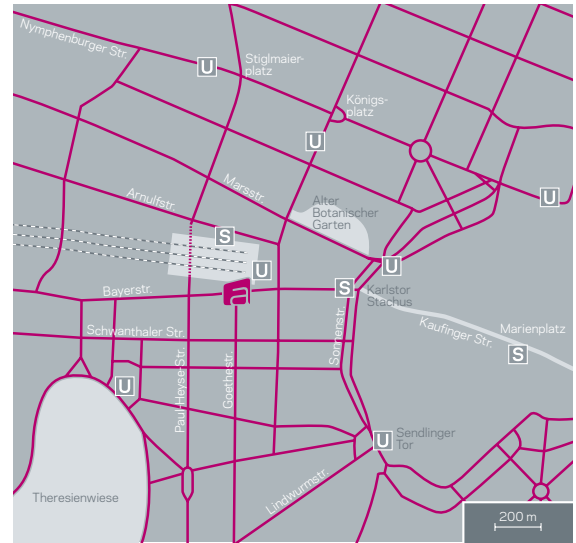 Nymphenburger Str.
U
Stiglmaier-
platz
Königs-
platz
U
Marsstr.
Arnulfstr.
Alter
Botanischer
Garten
U
S
U
U
Bayerstr.
S
Karlstor
Stachus
Kaufinger Str.
Marienplatz
S
Schwanthaler Str.
Sonnenstr.
Paul-Heyse-Str
Goethestr.
U
Sendlinger
Tor
U
Lindwurmstr.
Theresienwiese
200 m